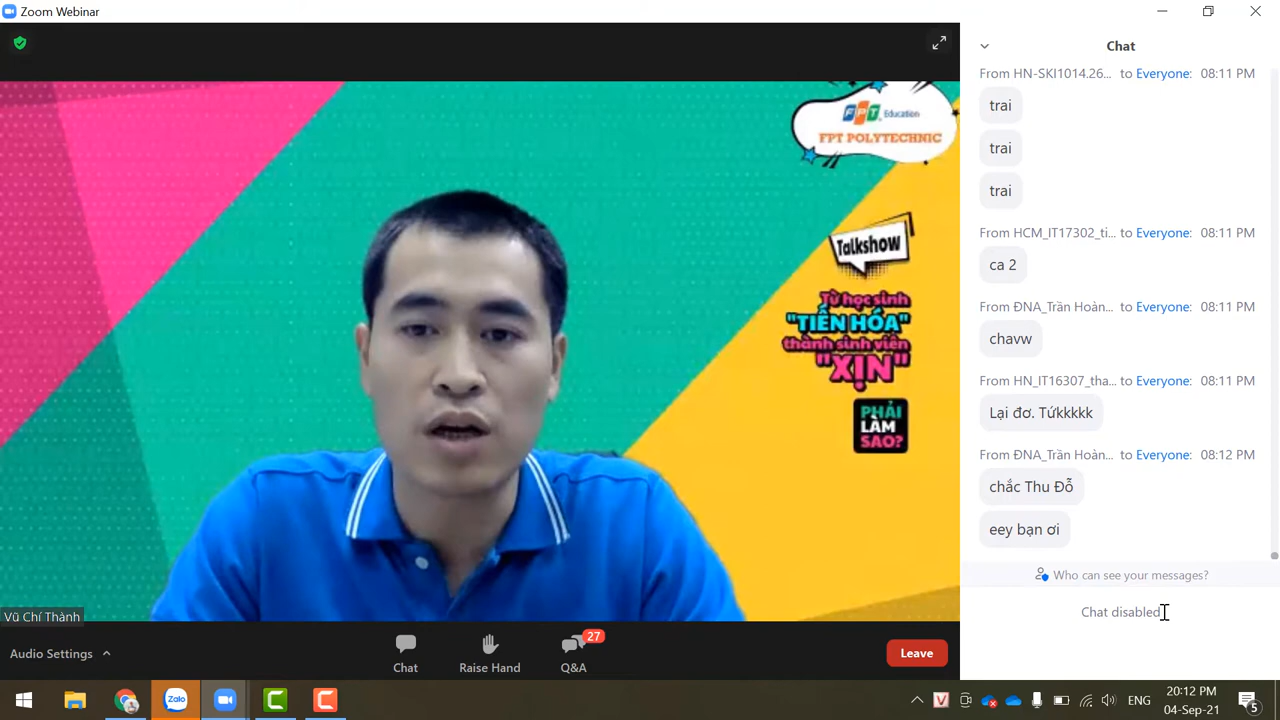 Zoom Webinar
FPT Education
FPT POLYTECHNIC
Talkshow
Từ học sinh
"TIẾN HÓA"
thành sinh viên
"XỊN"
PHẢI
LÀM
SAO?
Vũ Chí Thành
Audio Settings
Chat
Raise Hand
27
Q&A
Leave
Chat
From HN-SKI1014.26... to Everyone: 08:11 PM
trai
trai
trai
From HCM_IT17302_ti... to Everyone: 08:11 PM
ca 2
From ĐNA_Trần Hoàn... to Everyone: 08:11 PM
chavw
From HN_IT16307_tha... to Everyone: 08:11 PM
Lại đơ. Tứkkkkk
From ĐNA_Trần Hoàn... to Everyone: 08:12 PM
chắc Thu Đỗ
eey bạn ơi
Who can see your messages?
Chat disabled
Zalo
ENG
20:12 PM
04-Sep-21
5